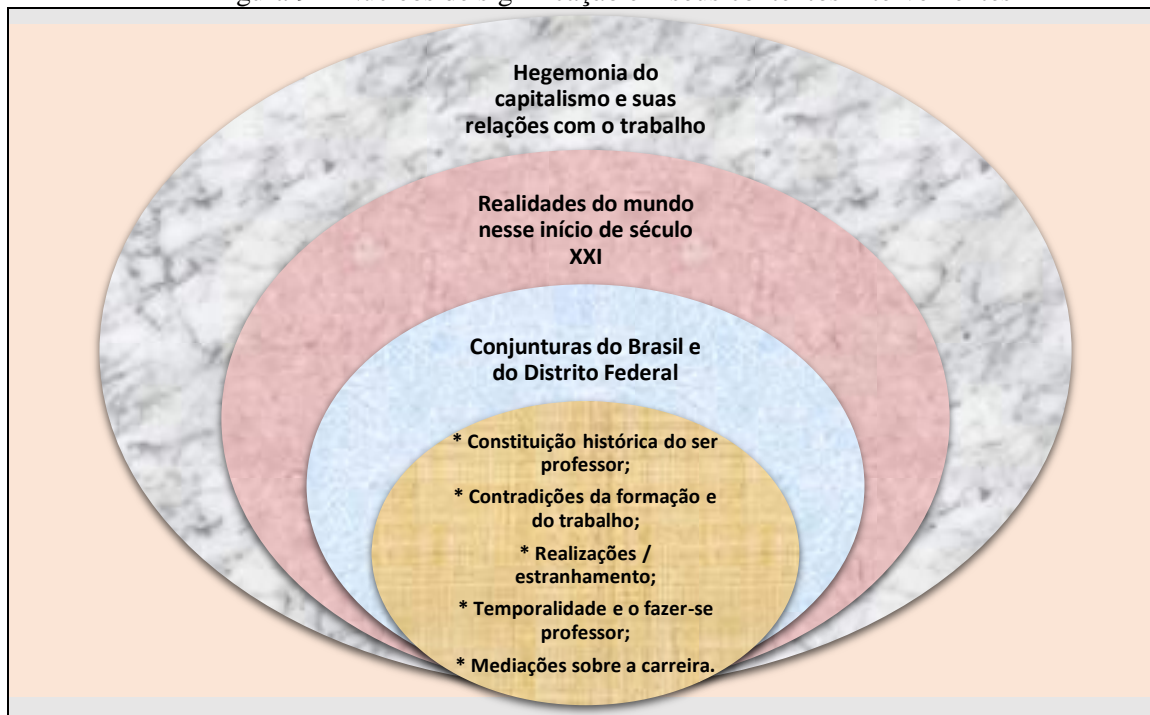 Hegemonia do
capitalismo e suas
relações com o trabalho
Realidades do mundo
nesse início de século
XXI
Conjunturas do Brasil e
do Distrito Federal
* Constituição histórica do ser
professor;
* Contradições da formação e
do trabalho;
* Realizações /
estranhamento;
* Temporalidade e o fazer-se
professor;
* Mediações sobre a carreira.